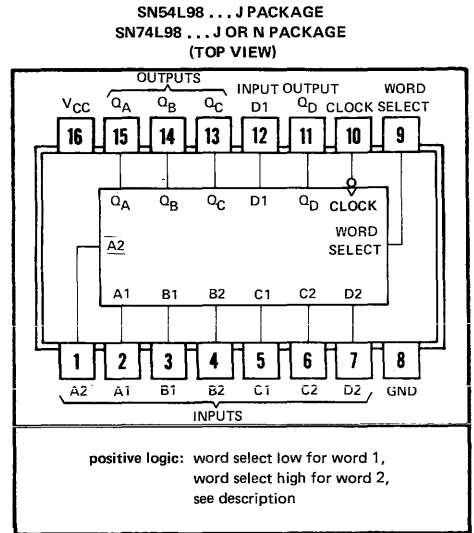 SN54L98 . . . J PACKAGE
SN74L98 . . . J OR N PACKAGE
(TOP VIEW)
OUTPUTS
INPUT OUTPUT WORD
VCC QA QB QC D1 QD CLOCK SELECT
16 15 14 13 12 11 10 9
QA QB QC D1 QD CLOCK
A2
WORD
SELECT
A1 B1 B2 C1 C2 D2
1 2 3 4 5 6 7 8
A2 A1 B1 B2 C1 C2 D2 GND
INPUTS
positive logic: word select low for word 1,
word select high for word 2,
see description